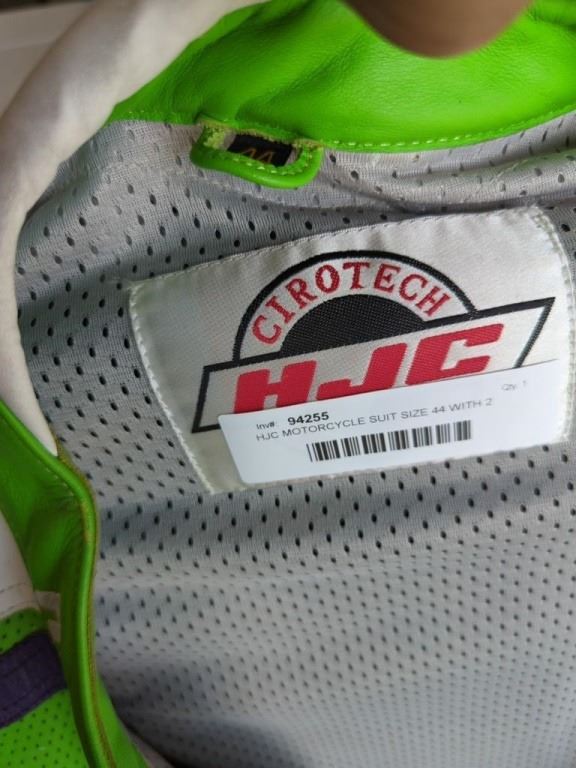 44
CIROTECH
HJC
Inv#: 94255 Qty. 1
HJC MOTORCYCLE SUIT SIZE 44 WITH 2